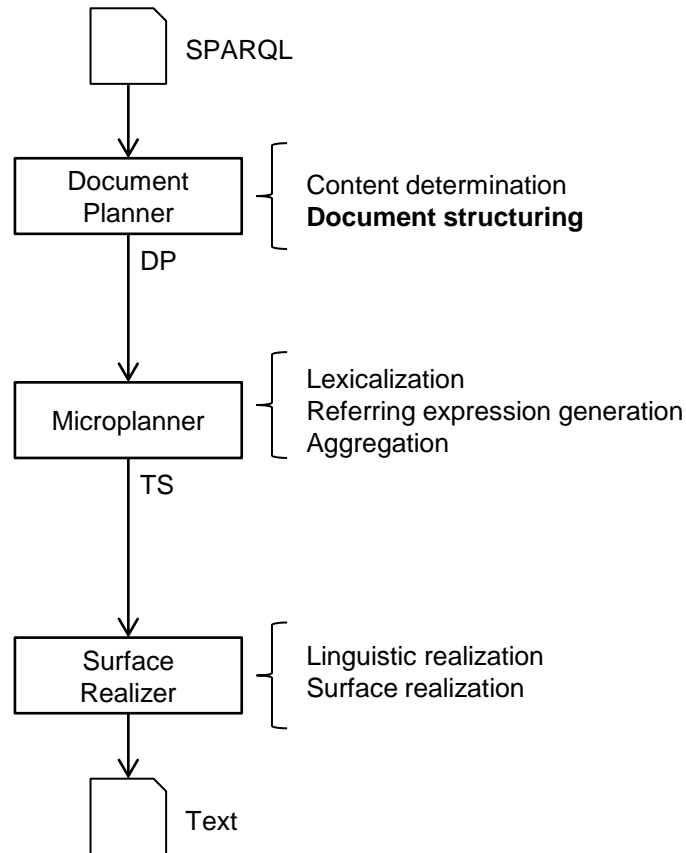 SPARQL
Document
Planner
Content determination
Document structuring
DP
Microplanner
Lexicalization
Referring expression generation
Aggregation
TS
Surface
Realizer
Linguistic realization
Surface realization
Text